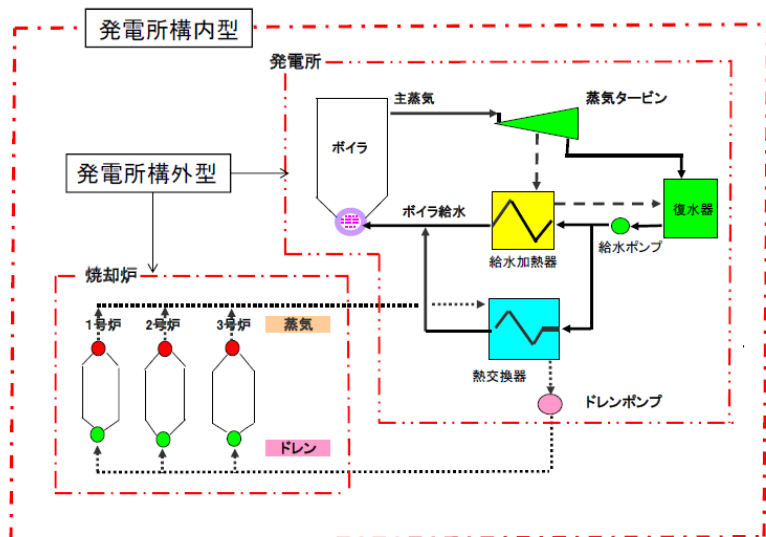 発電所構内型
発電所
主蒸気
蒸気タービン
ボイラ
発電所構外型
ボイラ給水
復水器
給水ポンプ
給水加熱器
焼却炉
1号炉
2号炉
3号炉
蒸気
熱交換器
ドレンポンプ
ドレン